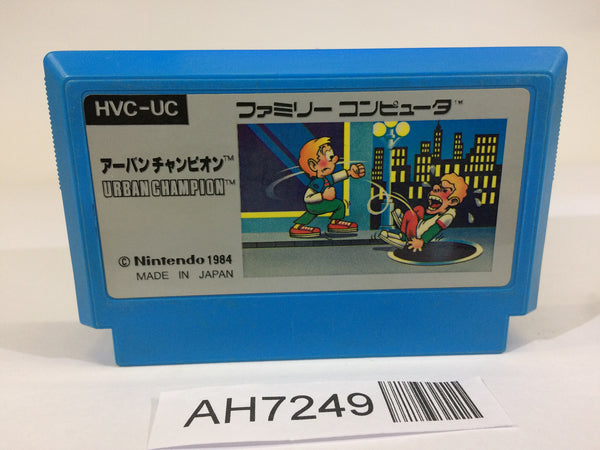 HVC-UC
ファミリー コンピュータ™
アーバンチャンピオン™
URBAN CHAMPION™
© Nintendo 1984
MADE IN JAPAN
AH7249